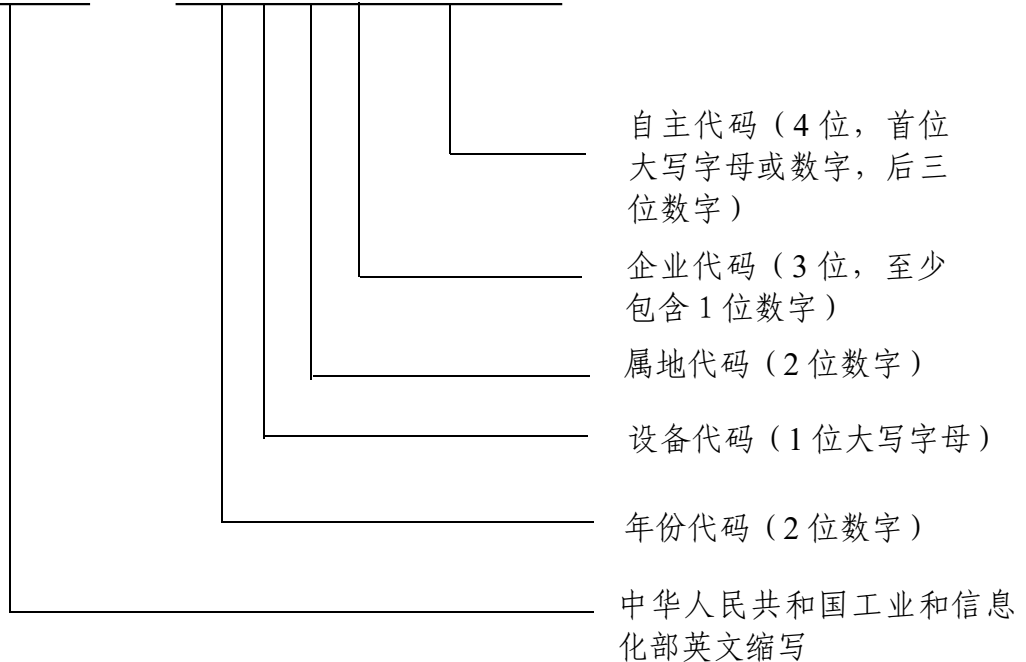 自主代码（4 位，首位
大写字母或数字，后三
位数字）
企业代码（3 位，至少
包含 1 位数字）
属地代码（2 位数字）
设备代码（1 位大写字母）
年份代码（2 位数字）
中华人民共和国工业和信息
化部英文缩写